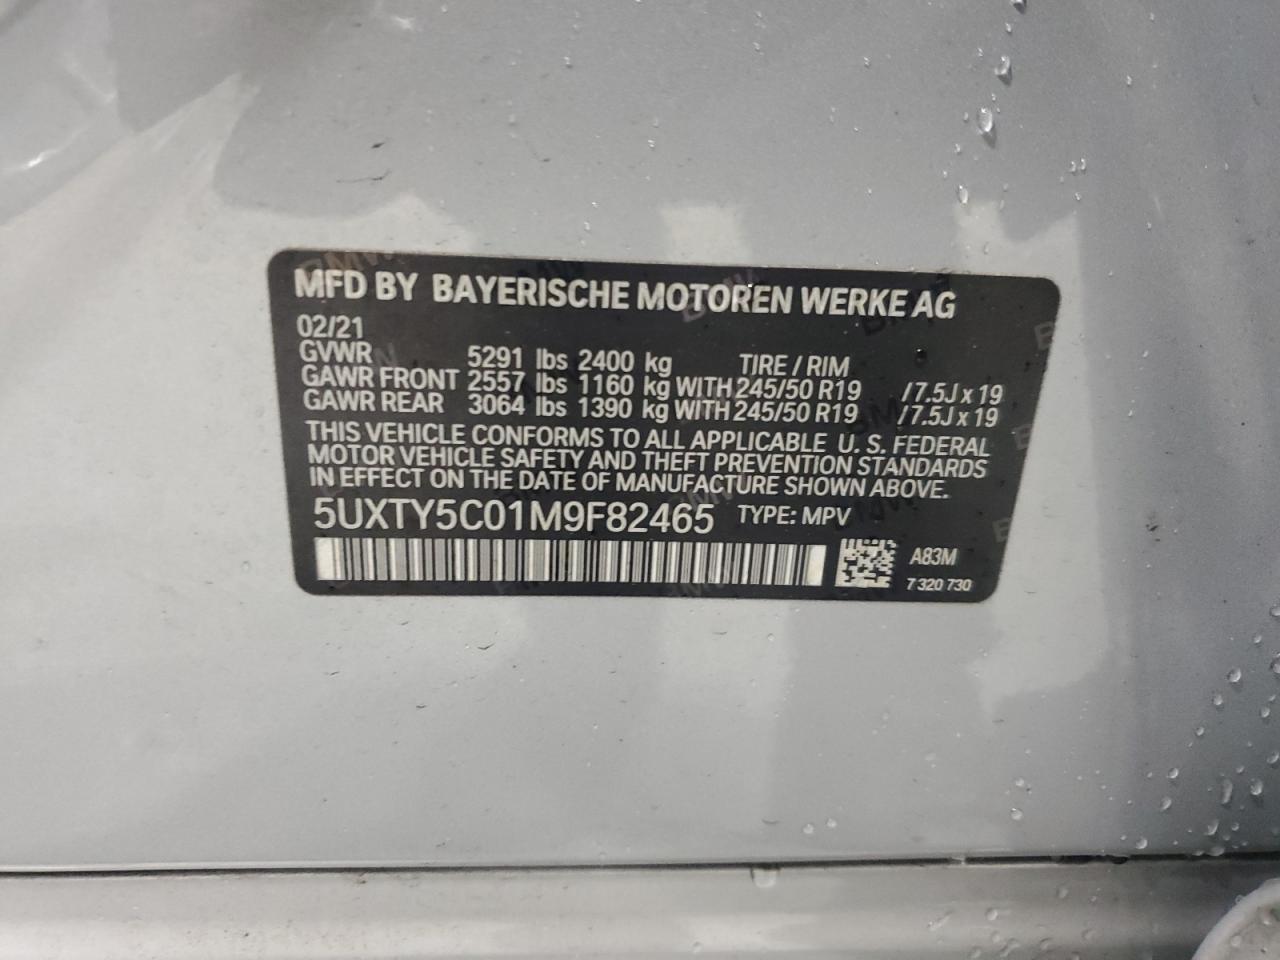 MFD BY BAYERISCHE MOTOREN WERKE AG
02/21
GVWR 5291 lbs 2400 kg TIRE / RIM
GAWR FRONT 2557 lbs 1160 kg WITH 245/50 R19 /7.5J x 19
GAWR REAR 3064 lbs 1390 kg WITH 245/50 R19 /7.5J x 19
THIS VEHICLE CONFORMS TO ALL APPLICABLE U. S. FEDERAL
MOTOR VEHICLE SAFETY AND THEFT PREVENTION STANDARDS
IN EFFECT ON THE DATE OF MANUFACTURE SHOWN ABOVE.
5UXTY5C01M9F82465 TYPE: MPV
A83M
7 320 730